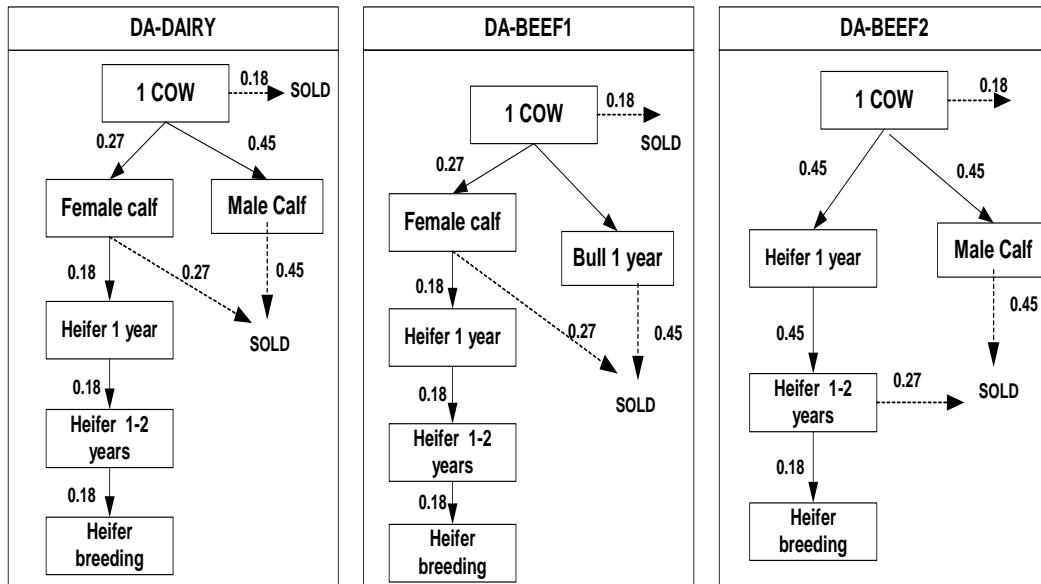 DA-DAIRY
1 COW
0.18
SOLD
0.27
0.45
Female calf
Male Calf
0.18
0.27
0.45
Heifer 1 year
SOLD
0.18
Heifer 1-2
years
0.18
Heifer
breeding
DA-BEEF1
1 COW
0.18
SOLD
0.27
Female calf
Bull 1 year
0.18
0.27
0.45
Heifer 1 year
SOLD
0.18
Heifer 1-2
years
0.18
Heifer
breeding
DA-BEEF2
1 COW
0.18
0.45
0.45
Heifer 1 year
Male Calf
0.45
0.45
Heifer 1-2
years
0.27
SOLD
0.18
Heifer
breeding